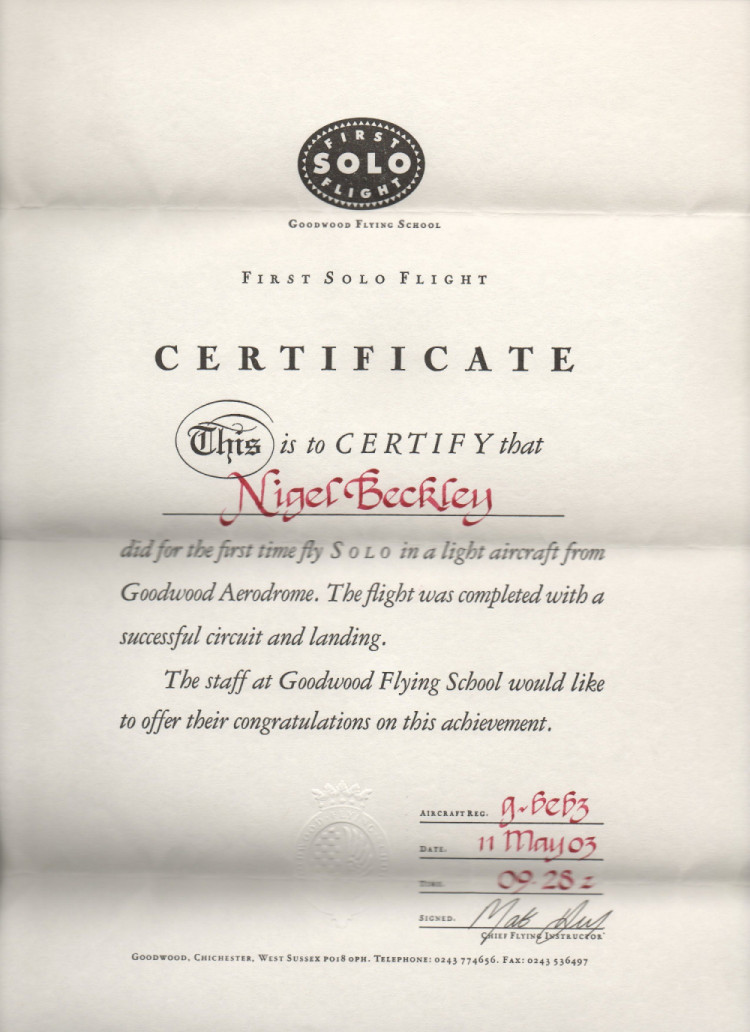 FIRST
SOLO
FLIGHT
GOODWOOD FLYING SCHOOL
FIRST SOLO FLIGHT
CERTIFICATE
This is to CERTIFY that
Nigel Beckley
did for the first time fly SOLO in a light aircraft from
Goodwood Aerodrome. The flight was completed with a
successful circuit and landing.
The staff at Goodwood Flying School would like
to offer their congratulations on this achievement.
AIRCRAFT REG. g-bebz
DATE. 11 May 03
TIME. 09.28 z
SIGNED.
CHIEF FLYING INSTRUCTOR
GOODWOOD, CHICHESTER, WEST SUSSEX PO18 0PH. TELEPHONE: 0243 774656. FAX: 0243 536497